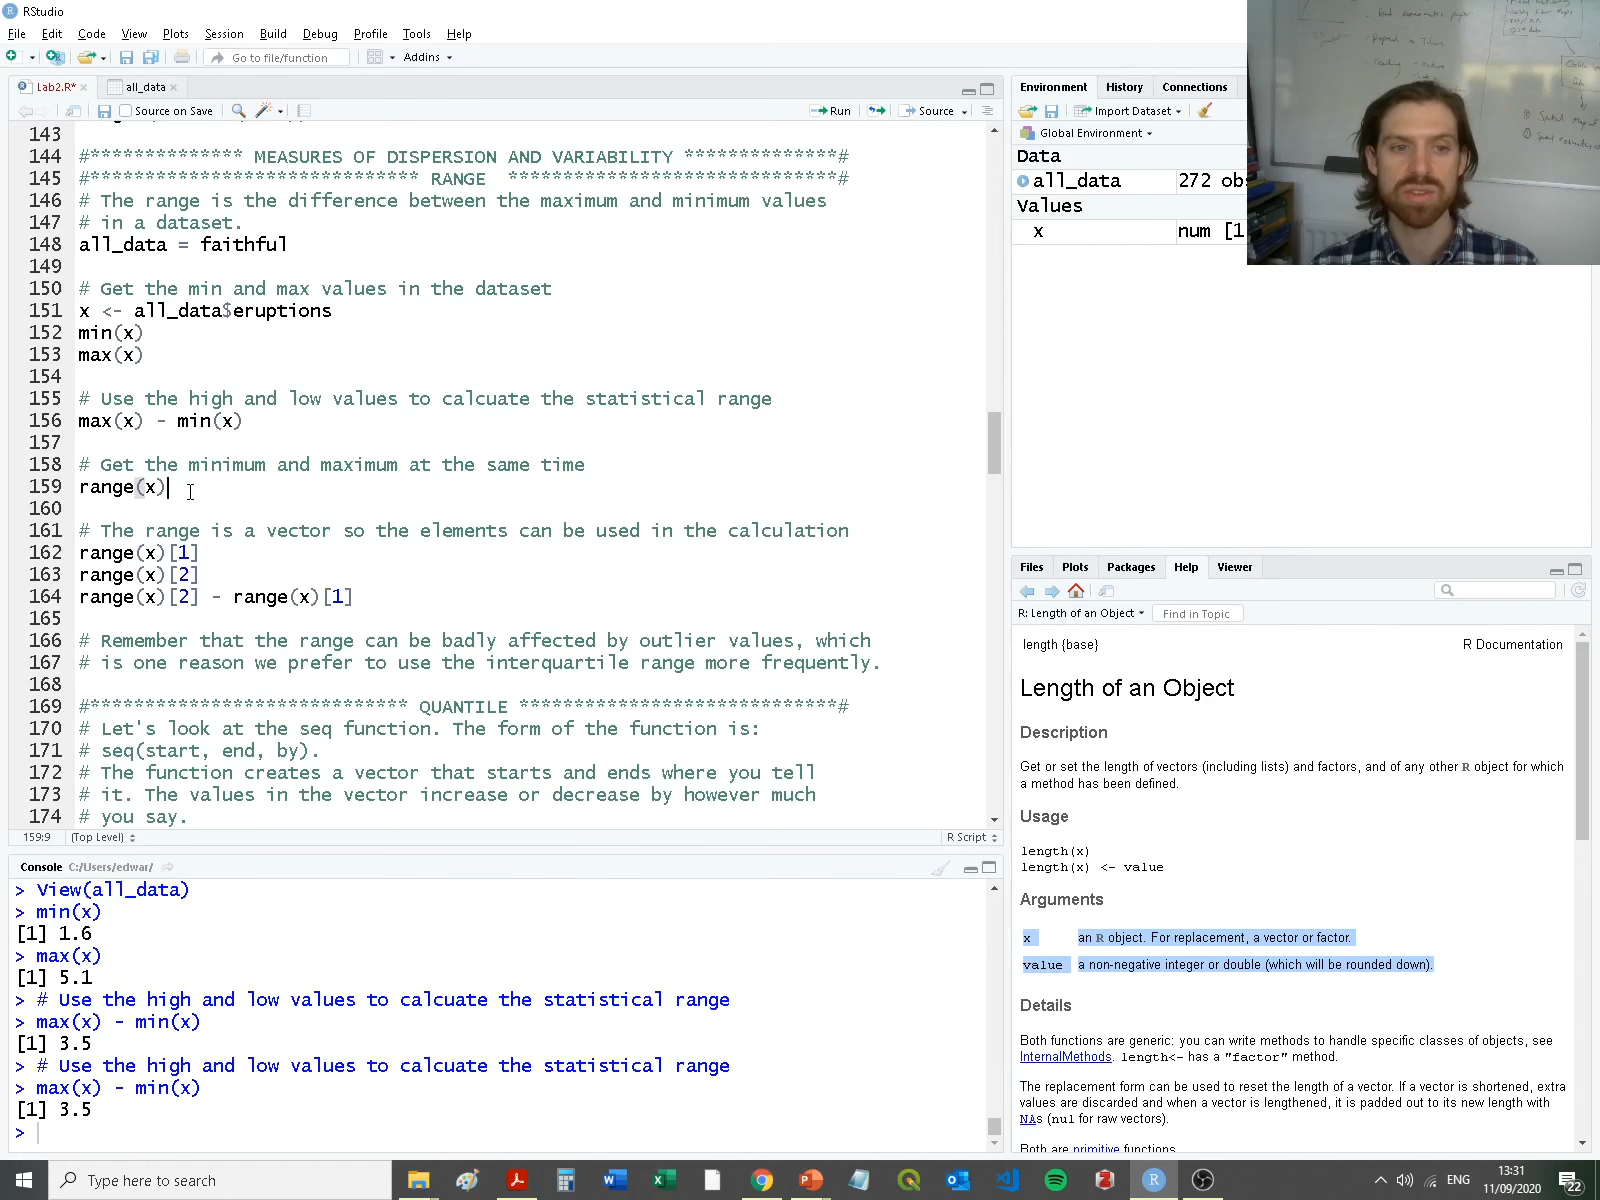 RStudio
File Edit Code View Plots Session Build Debug Profile Tools Help
Go to file/function Addins
Lab2.R* all_data
Source on Save Run Source
143
144 #************** MEASURES OF DISPERSION AND VARIABILITY **************#
145 #****************************** RANGE ******************************#
146 # The range is the difference between the maximum and minimum values
147 # in a dataset.
148 all_data = faithful
149
150 # Get the min and max values in the dataset
151 x <- all_data$eruptions
152 min(x)
153 max(x)
154
155 # Use the high and low values to calcuate the statistical range
156 max(x) - min(x)
157
158 # Get the minimum and maximum at the same time
159 range(x)
160
161 # The range is a vector so the elements can be used in the calculation
162 range(x)[1]
163 range(x)[2]
164 range(x)[2] - range(x)[1]
165
166 # Remember that the range can be badly affected by outlier values, which
167 # is one reason we prefer to use the interquartile range more frequently.
168
169 #***************************** QUANTILE *****************************#
170 # Let's look at the seq function. The form of the function is:
171 # seq(start, end, by).
172 # The function creates a vector that starts and ends where you tell
173 # it. The values in the vector increase or decrease by however much
174 # you say.
159:9 (Top Level) R Script
Console C:/Users/edwar/
> View(all_data)
> min(x)
[1] 1.6
> max(x)
[1] 5.1
> # Use the high and low values to calcuate the statistical range
> max(x) - min(x)
[1] 3.5
> # Use the high and low values to calcuate the statistical range
> max(x) - min(x)
[1] 3.5
>
Environment History Connections
Import Dataset
Global Environment
Data
all_data 272 obs
Values
x num [1
Files Plots Packages Help Viewer
R: Length of an Object Find in Topic
length {base} R Documentation
Length of an Object
Description
Get or set the length of vectors (including lists) and factors, and of any other R object for which
a method has been defined.
Usage
length(x)
length(x) <- value
Arguments
x an R object. For replacement, a vector or factor.
value a non-negative integer or double (which will be rounded down).
Details
Both functions are generic: you can write methods to handle specific classes of objects, see
InternalMethods. length<- has a "factor" method.
The replacement form can be used to reset the length of a vector. If a vector is shortened, extra
values are discarded and when a vector is lengthened, it is padded out to its new length with
NAs (nul for raw vectors).
Both are primitive functions.
Type here to search
ENG 13:31
11/09/2020 22